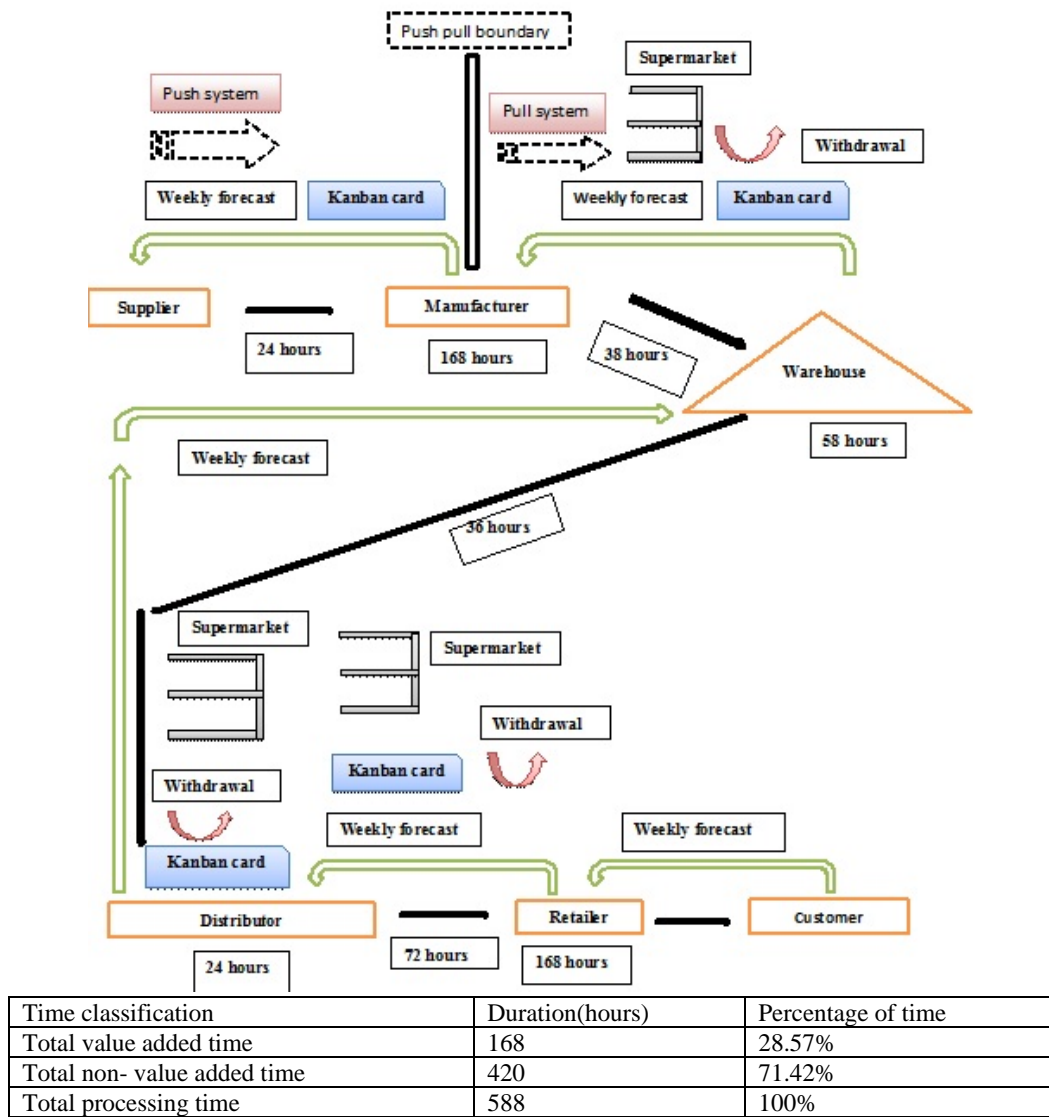 Push pull boundary
Supermarket
Push system
Pull system
Withdrawal
Weekly forecast
Kanban card
Weekly forecast
Kanban card
Supplier
Manufacturer
24 hours
168 hours
38 hours
Warehouse
58 hours
Weekly forecast
36 hours
Supermarket
Supermarket
Withdrawal
Kanban card
Withdrawal
Weekly forecast
Weekly forecast
Kanban card
Distributor
Retailer
Customer
24 hours
72 hours
168 hours
Time classification Duration(hours) Percentage of time
Total value added time 168 28.57%
Total non- value added time 420 71.42%
Total processing time 588 100%